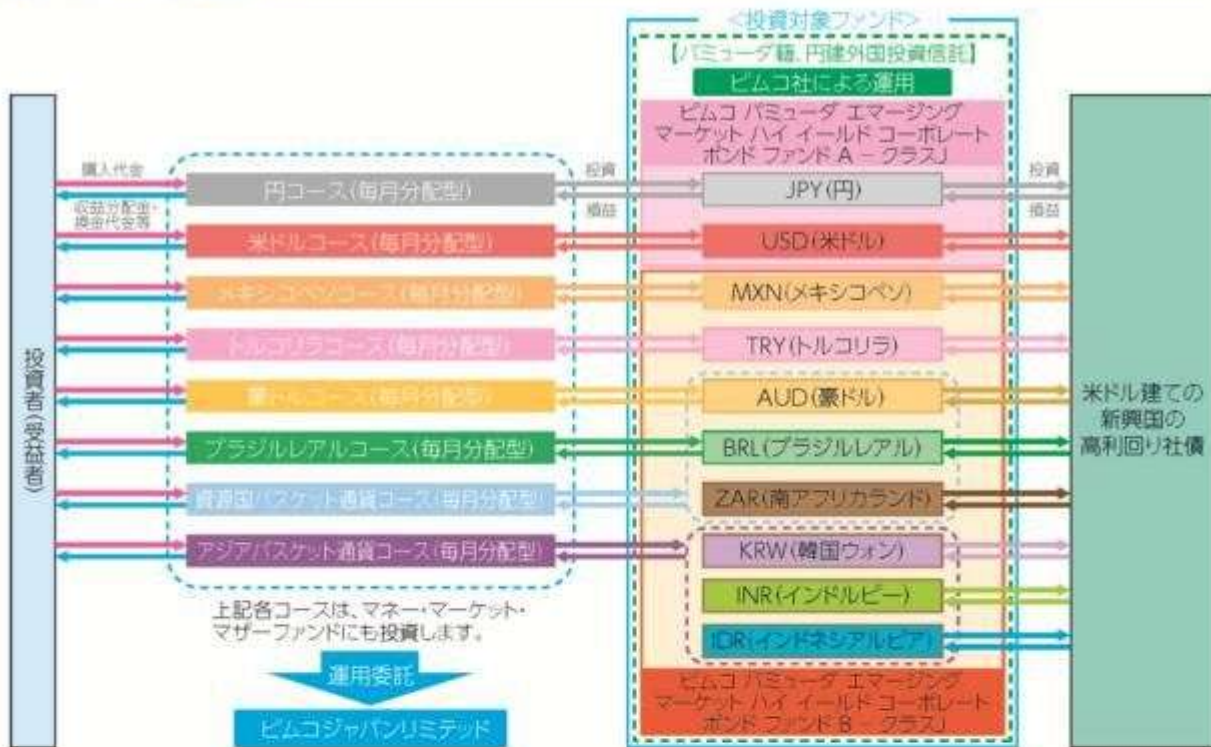 <投資対象ファンド>
【バミューダ籍、円建外国投資信託】
ピムコ社による運用
ピムコ バミューダ エマージング
マーケット ハイ イールド コーポレート
ボンド ファンド A - クラスJ
購入代金
収益分配金・
換金代金等
投資
損益
投資
損益
円コース(毎月分配型)
JPY(円)
米ドルコース(毎月分配型)
USD(米ドル)
メキシコペソコース(毎月分配型)
MXN(メキシコペソ)
トルコリラコース(毎月分配型)
TRY(トルコリラ)
豪ドルコース(毎月分配型)
AUD(豪ドル)
ブラジルレアルコース(毎月分配型)
BRL(ブラジルレアル)
資源国バスケット通貨コース(毎月分配型)
ZAR(南アフリカランド)
アジアバスケット通貨コース(毎月分配型)
KRW(韓国ウォン)
INR(インドルピー)
IDR(インドネシアルピア)
投資者(受益者)
米ドル建ての
新興国の
高利回り社債
上記各コースは、マネー・マーケット・
マザーファンドにも投資します。
運用委託
ピムコジャパンリミテッド
ピムコ バミューダ エマージング
マーケット ハイ イールド コーポレート
ボンド ファンド B - クラスJ